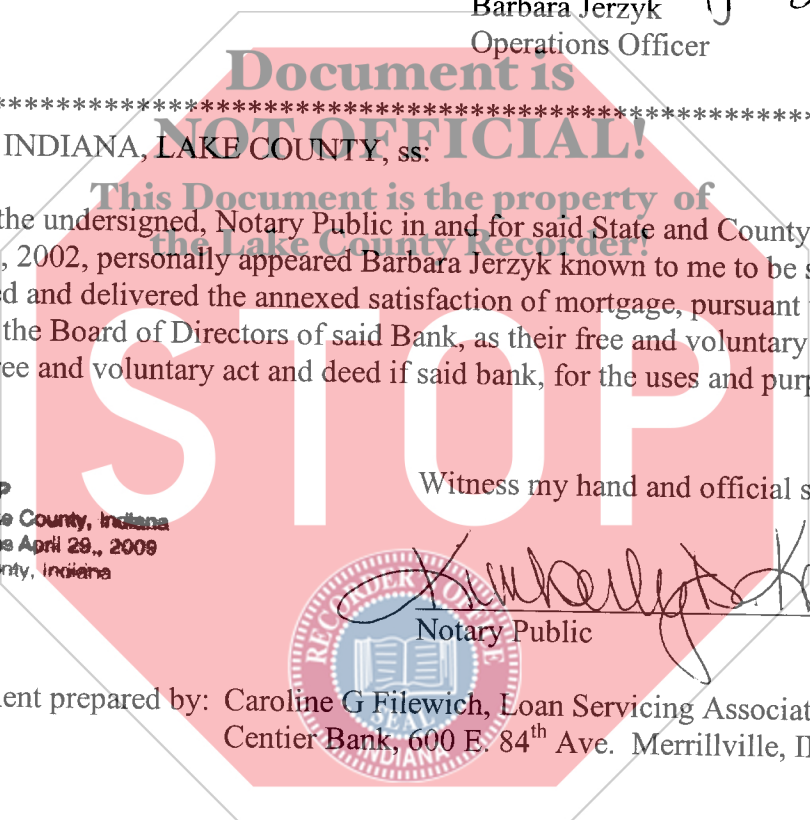 Barbara Jerzyk
Operations Officer
Document is
NOT OFFICIAL!
INDIANA, LAKE COUNTY, ss:
This Document is the property of
the Lake County Recorder!
the undersigned, Notary Public in and for said State and County
, 2002, personally appeared Barbara Jerzyk known to me to be s
ed and delivered the annexed satisfaction of mortgage, pursuant
the Board of Directors of said Bank, as their free and voluntary
ree and voluntary act and deed if said bank, for the uses and purp
STOP
Witness my hand and official s
e County, Indiana
s April 29,, 2009
nty, Indiana
Kimberly
Notary Public
RECORDER'S OFFICE
SEAL
INDIANA
ent prepared by: Caroline G Filewich, Loan Servicing Associat
Centier Bank, 600 E. 84th Ave. Merrillville, I